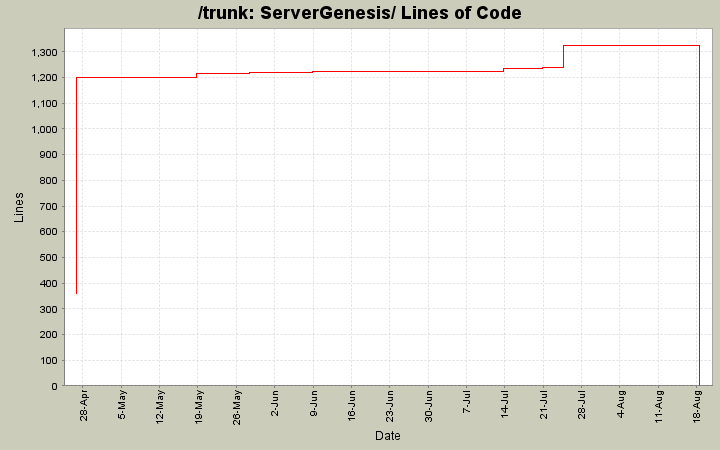 /trunk: ServerGenesis/ Lines of Code
Lines
1,300
1,200
1,100
1,000
900
800
700
600
500
400
300
200
100
0
28-Apr
5-May
12-May
19-May
26-May
2-Jun
9-Jun
16-Jun
23-Jun
30-Jun
7-Jul
14-Jul
21-Jul
28-Jul
4-Aug
11-Aug
18-Aug
Date